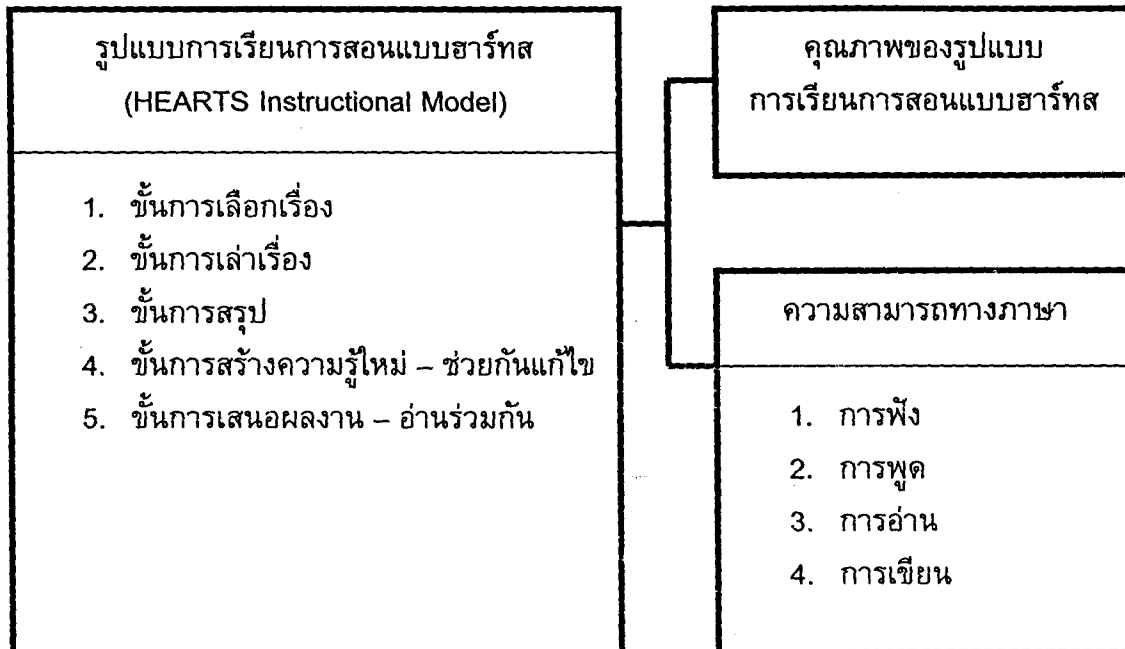 รูปแบบการเรียนการสอนแบบฮาร์ทส
(HEARTS Instructional Model)
1. ขั้นการเลือกเรื่อง
2. ขั้นการเล่าเรื่อง
3. ขั้นการสรุป
4. ขั้นการสร้างความรู้ใหม่ – ช่วยกันแก้ไข
5. ขั้นการเสนอผลงาน – อ่านร่วมกัน
คุณภาพของรูปแบบ
การเรียนการสอนแบบฮาร์ทส
ความสามารถทางภาษา
1. การฟัง
2. การพูด
3. การอ่าน
4. การเขียน